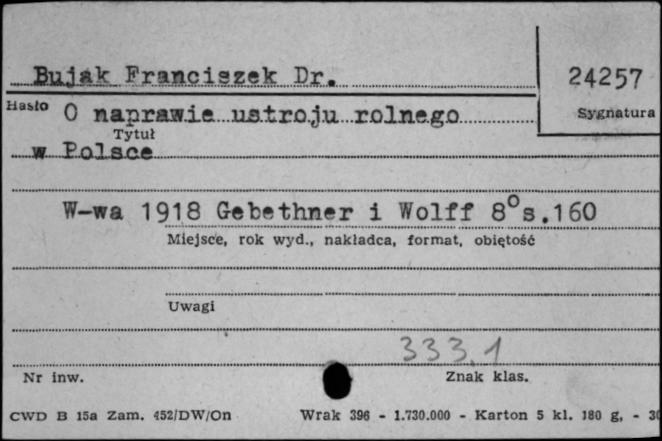 Bujak Franciszek Dr.
24257
Hasło
O naprawie ustroju rolnego
Sygnatura
Tytuł
w Polsce
W-wa 1918 Gebethner i Wolff 8° s.160
Miejsce, rok wyd., nakładca, format, objętość
Uwagi
333.1
Nr inw.
Znak klas.
CWD B 15a Zam. 452/DW/On Wrak 396 - 1.730.000 - Karton 5 kl. 180 g, -